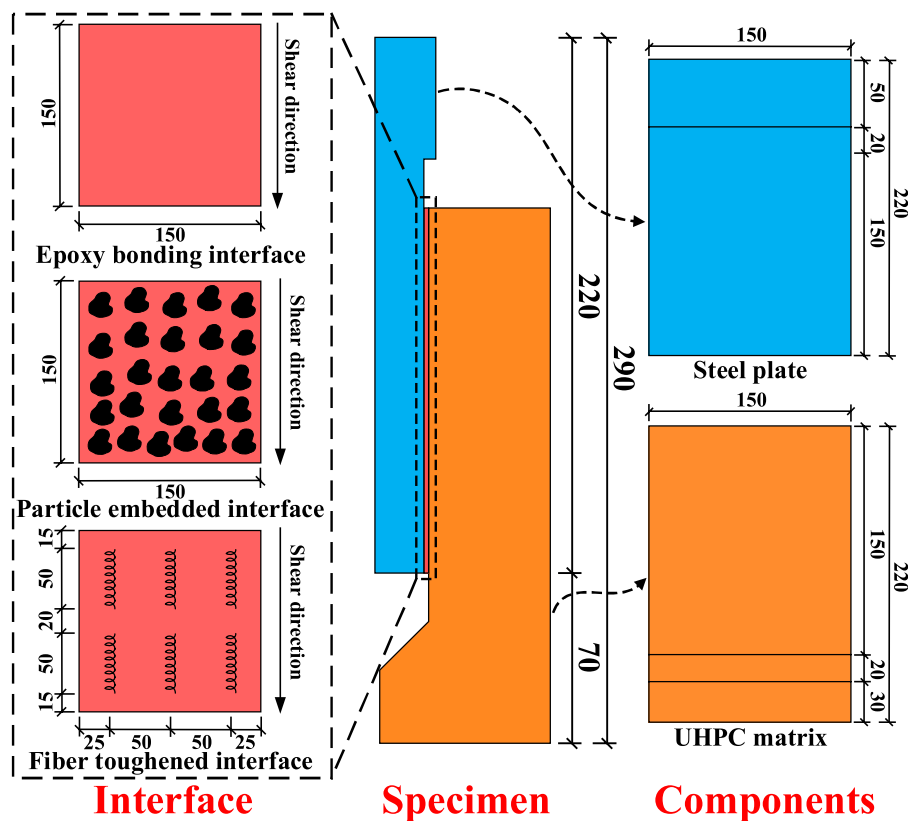 150
Shear direction
150
Epoxy bonding interface
150
Shear direction
150
Particle embedded interface
15
50
20
50
15
Shear direction
25
50
50
25
Fiber toughened interface
Interface
220
290
70
Specimen
150
50
20
150
220
Steel plate
150
150
20
30
220
UHPC matrix
Components